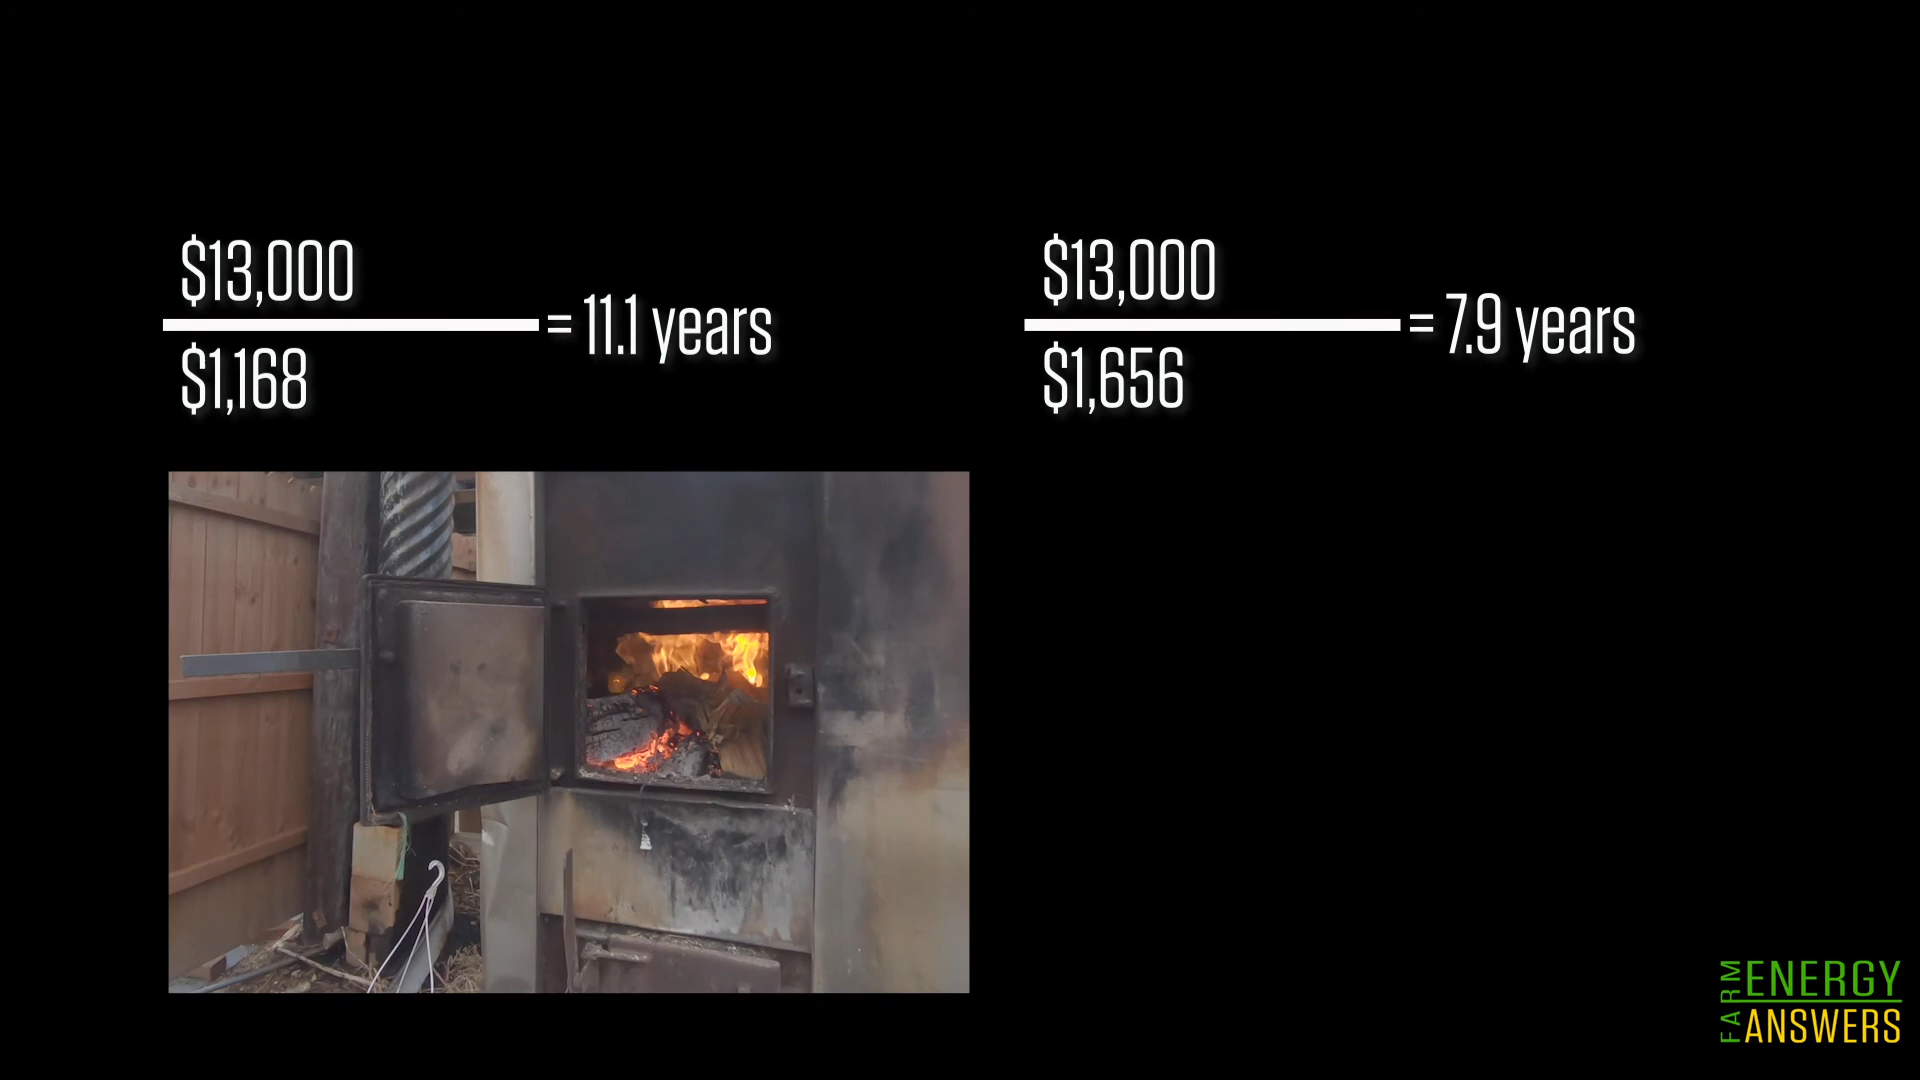 $13,000
$1,168
= 11.1 years
$13,000
$1,656
= 7.9 years
FARM
ENERGY
ANSWERS